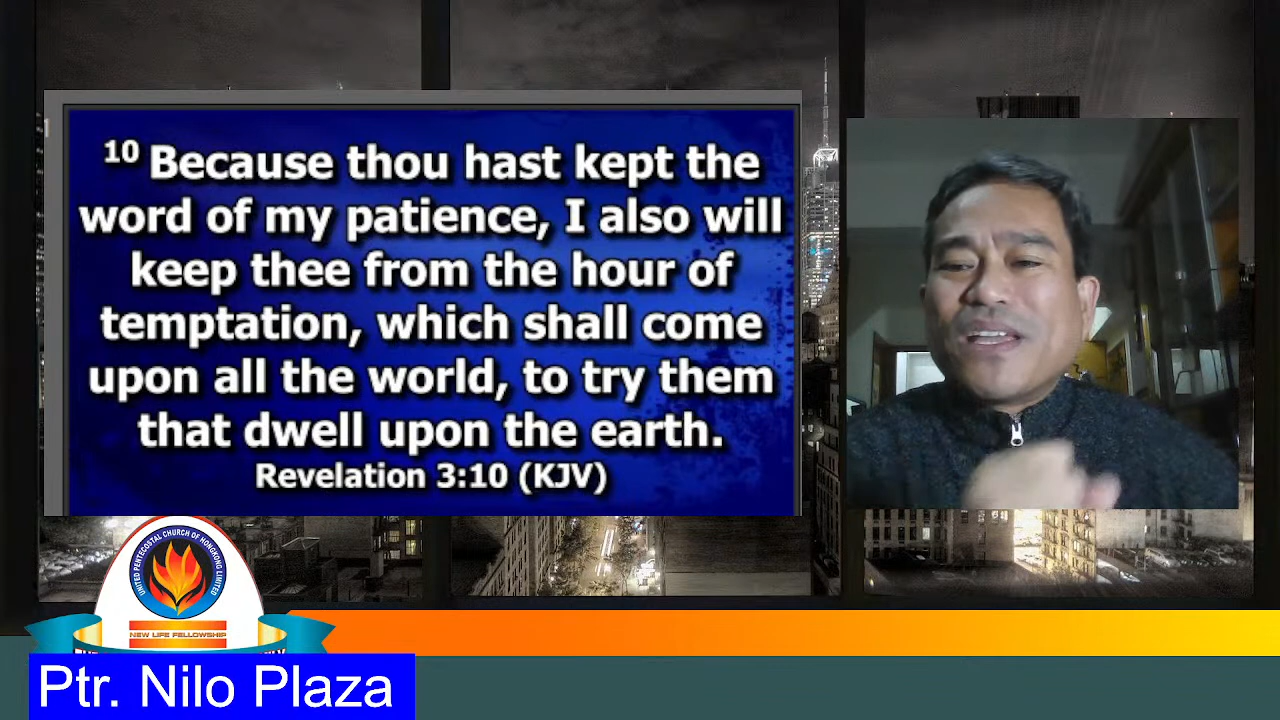 10 Because thou hast kept the
word of my patience, I also will
keep thee from the hour of
temptation, which shall come
upon all the world, to try them
that dwell upon the earth.
Revelation 3:10 (KJV)
UNITED PENTECOSTAL CHURCH OF HONGKONG LIMITED
NEW LIFE FELLOWSHIP
Ptr. Nilo Plaza